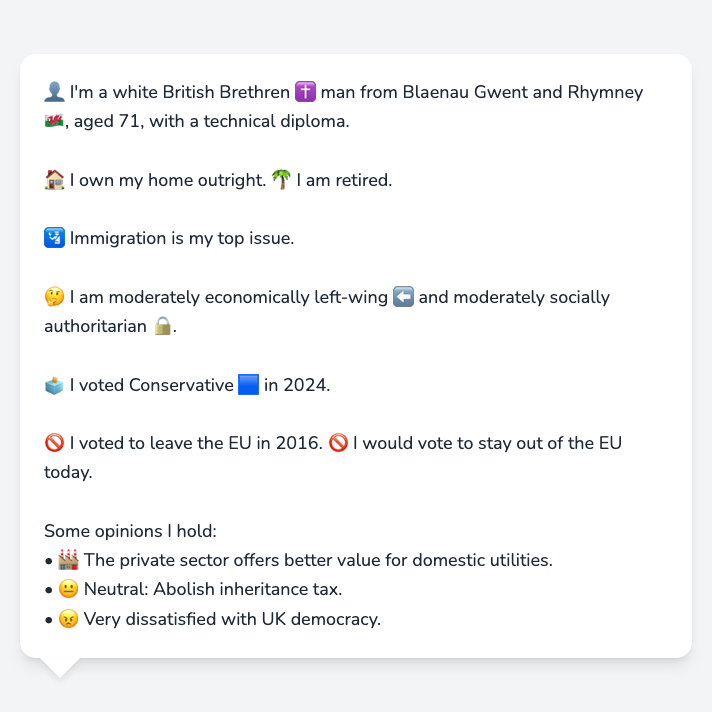 👤 I'm a white British Brethren ✝️ man from Blaenau Gwent and Rhymney
🏴󠁧󠁢󠁷󠁬󠁳󠁿, aged 71, with a technical diploma.
🏠 I own my home outright. 🌴 I am retired.
🛂 Immigration is my top issue.
🤔 I am moderately economically left-wing ⬅️ and moderately socially
authoritarian 🔒.
🗳️ I voted Conservative 🟦 in 2024.
🚫 I voted to leave the EU in 2016. 🚫 I would vote to stay out of the EU
today.
Some opinions I hold:
• 🏭 The private sector offers better value for domestic utilities.
• 😐 Neutral: Abolish inheritance tax.
• 😠 Very dissatisfied with UK democracy.